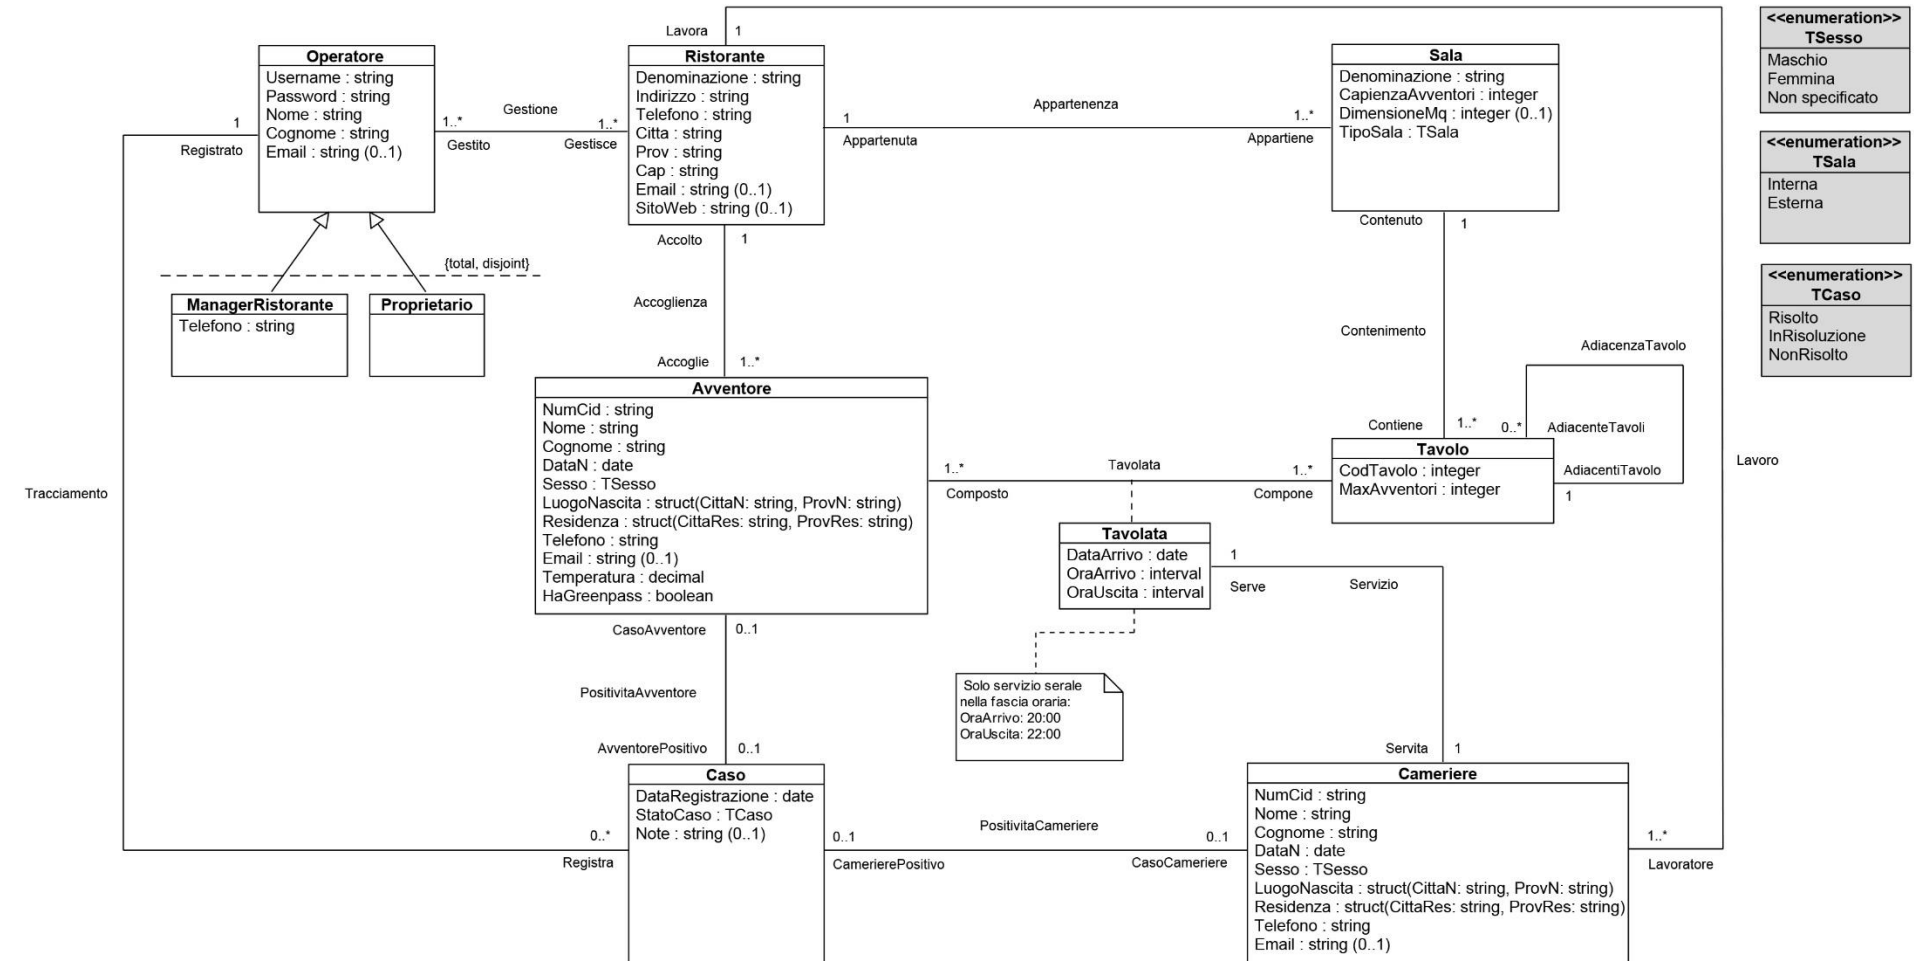 Lavora
1
Operatore
Username : string
Password : string
Nome : string
Cognome : string
Email : string (0..1)
1
Registrato
1..*
Gestito
Gestione
1..*
Gestisce
Ristorante
Denominazione : string
Indirizzo : string
Telefono : string
Citta : string
Prov : string
Cap : string
Email : string (0..1)
SitoWeb : string (0..1)
1
Appartenuta
Appartenenza
1..*
Appartiene
Sala
Denominazione : string
CapienzaAvventori : integer
DimensioneMq : integer (0..1)
TipoSala : TSala
<<enumeration>>
TSesso
Maschio
Femmina
Non specificato
<<enumeration>>
TSala
Interna
Esterna
<<enumeration>>
TCaso
Risolto
InRisoluzione
NonRisolto
{total, disjoint}
ManagerRistorante
Telefono : string
Proprietario
Accolto
1
Accoglienza
Accoglie
1..*
Contenuto
1
Contenimento
Contiene
1..*
AdiacenzaTavolo
0..*
AdiacenteTavoli
AdiacentiTavolo
1
Tavolo
CodTavolo : integer
MaxAvventori : integer
Lavoro
Avventore
NumCid : string
Nome : string
Cognome : string
DataN : date
Sesso : TSesso
LuogoNascita : struct(CittaN: string, ProvN: string)
Residenza : struct(CittaRes: string, ProvRes: string)
Telefono : string
Email : string (0..1)
Temperatura : decimal
HaGreenpass : boolean
1..*
Composto
Tavolata
1..*
Compone
Tracciamento
Tavolata
DataArrivo : date
OraArrivo : interval
OraUscita : interval
1
Serve
Servizio
CasoAvventore
0..1
PositivitaAvventore
AvventorePositivo
0..1
Solo servizio serale
nella fascia oraria:
OraArrivo: 20:00
OraUscita: 22:00
Servita
1
Caso
DataRegistrazione : date
StatoCaso : TCaso
Note : string (0..1)
0..*
Registra
0..1
CamerierePositivo
PositivitaCameriere
0..1
CasoCameriere
Cameriere
NumCid : string
Nome : string
Cognome : string
DataN : date
Sesso : TSesso
LuogoNascita : struct(CittaN: string, ProvN: string)
Residenza : struct(CittaRes: string, ProvRes: string)
Telefono : string
Email : string (0..1)
1..*
Lavoratore